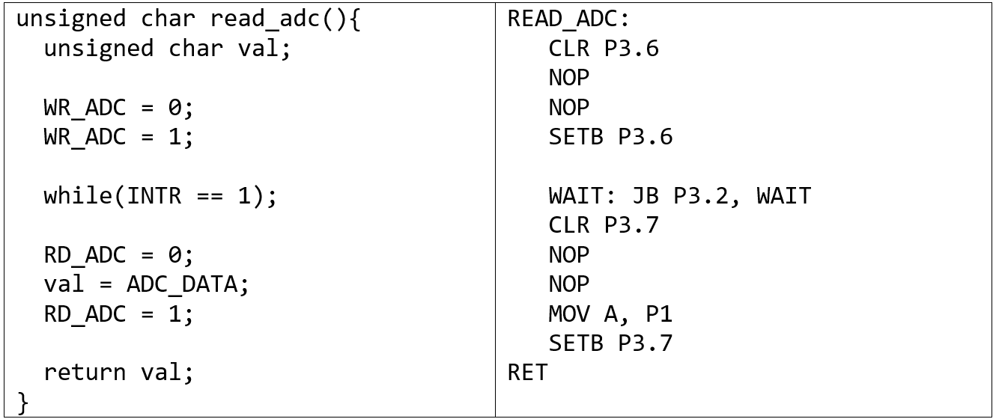 unsigned char read_adc(){
unsigned char val;
WR_ADC = 0;
WR_ADC = 1;
while(INTR == 1);
RD_ADC = 0;
val = ADC_DATA;
RD_ADC = 1;
return val;
}
READ_ADC:
CLR P3.6
NOP
NOP
SETB P3.6
WAIT: JB P3.2, WAIT
CLR P3.7
NOP
NOP
MOV A, P1
SETB P3.7
RET